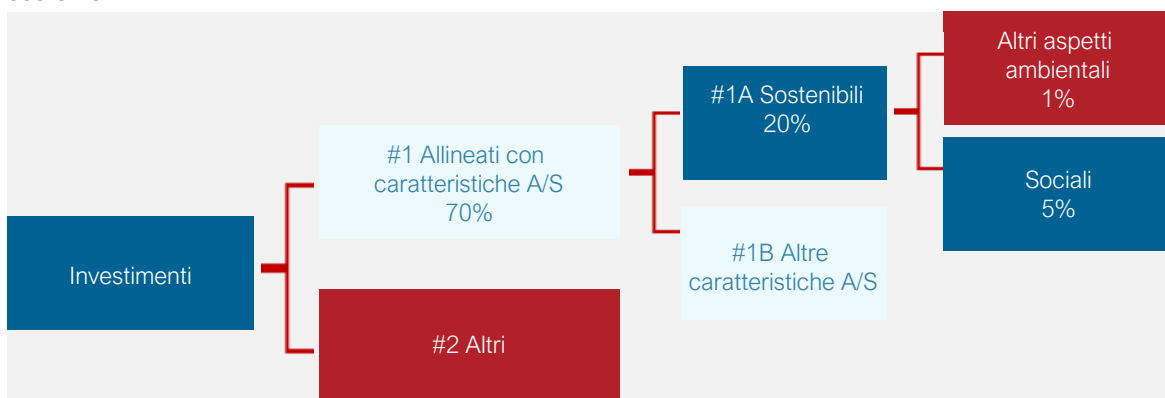 Altri aspetti
ambientali
1%
#1A Sostenibili
20%
#1 Allineati con
caratteristiche A/S
70%
Sociali
5%
Investimenti
#1B Altre
caratteristiche A/S
#2 Altri